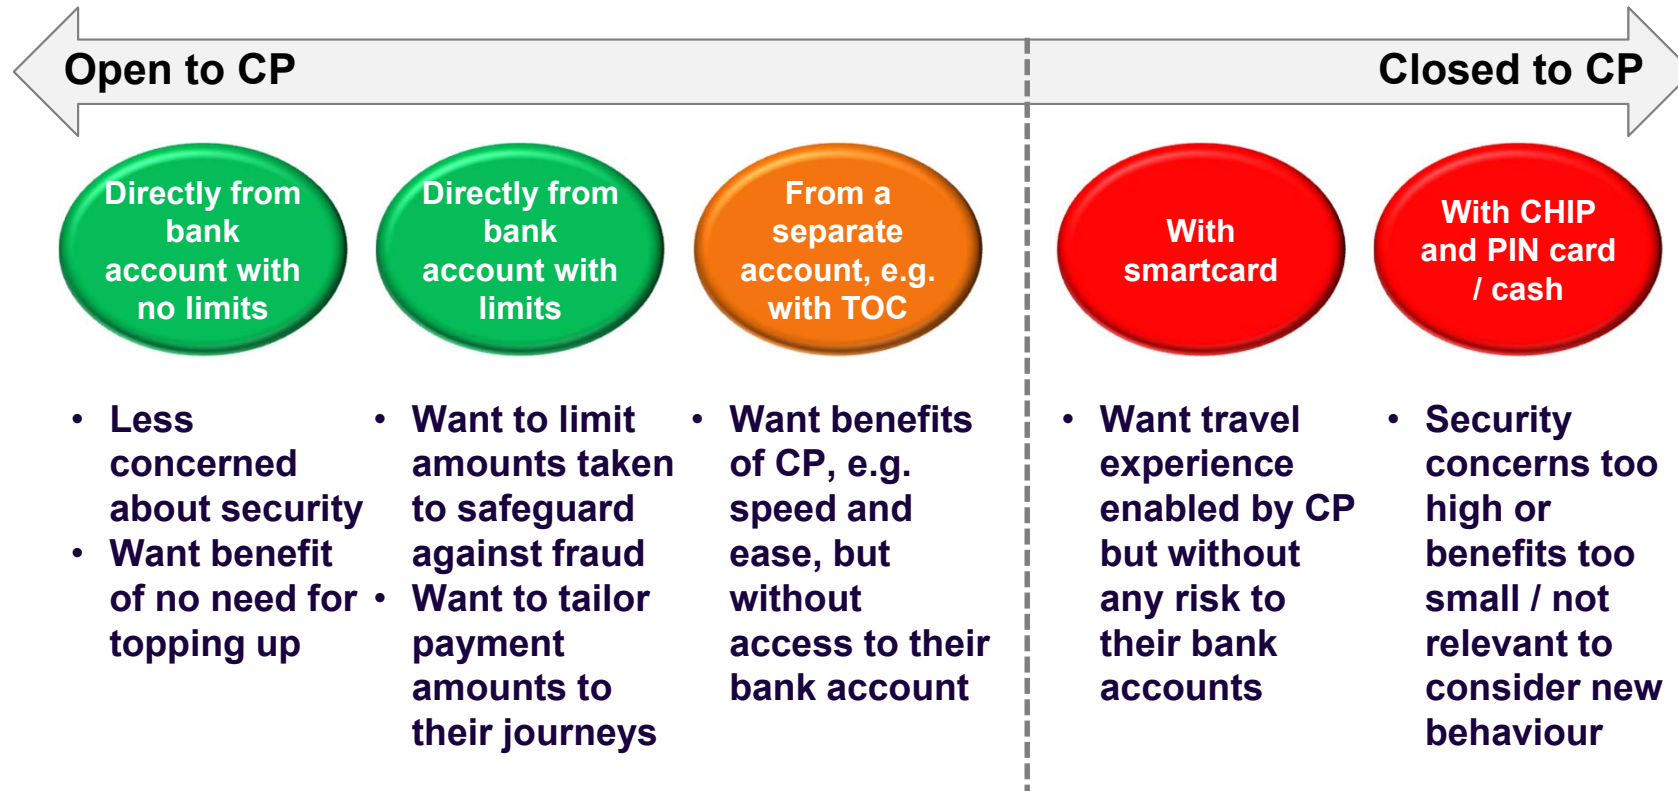 Open to CP
Closed to CP
Directly from
bank
account with
no limits
Directly from
bank
account with
limits
From a
separate
account, e.g.
with TOC
With
smartcard
With CHIP
and PIN card
/ cash
• Less
concerned
about security
• Want benefit
of no need for
topping up
• Want to limit
amounts taken
to safeguard
against fraud
• Want to tailor
payment
amounts to
their journeys
• Want benefits
of CP, e.g.
speed and
ease, but
without
access to their
bank account
• Want travel
experience
enabled by CP
but without
any risk to
their bank
accounts
• Security
concerns too
high or
benefits too
small / not
relevant to
consider new
behaviour